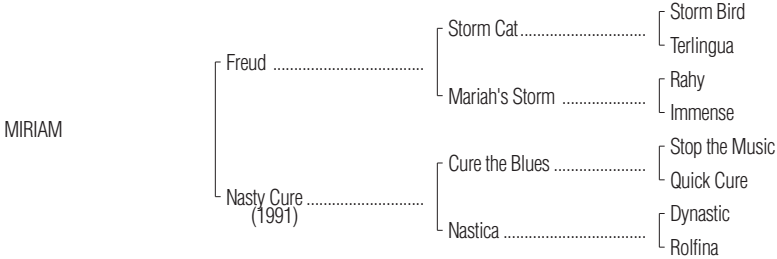 Storm Bird
Storm Cat..............................
Terlingua
Freud ....................................
Rahy
Mariah's Storm ....................
Immense
MIRIAM
Stop the Music
Cure the Blues ......................
Quick Cure
Nasty Cure ............................
(1991)
Dynastic
Nastica ..................................
Rolfina